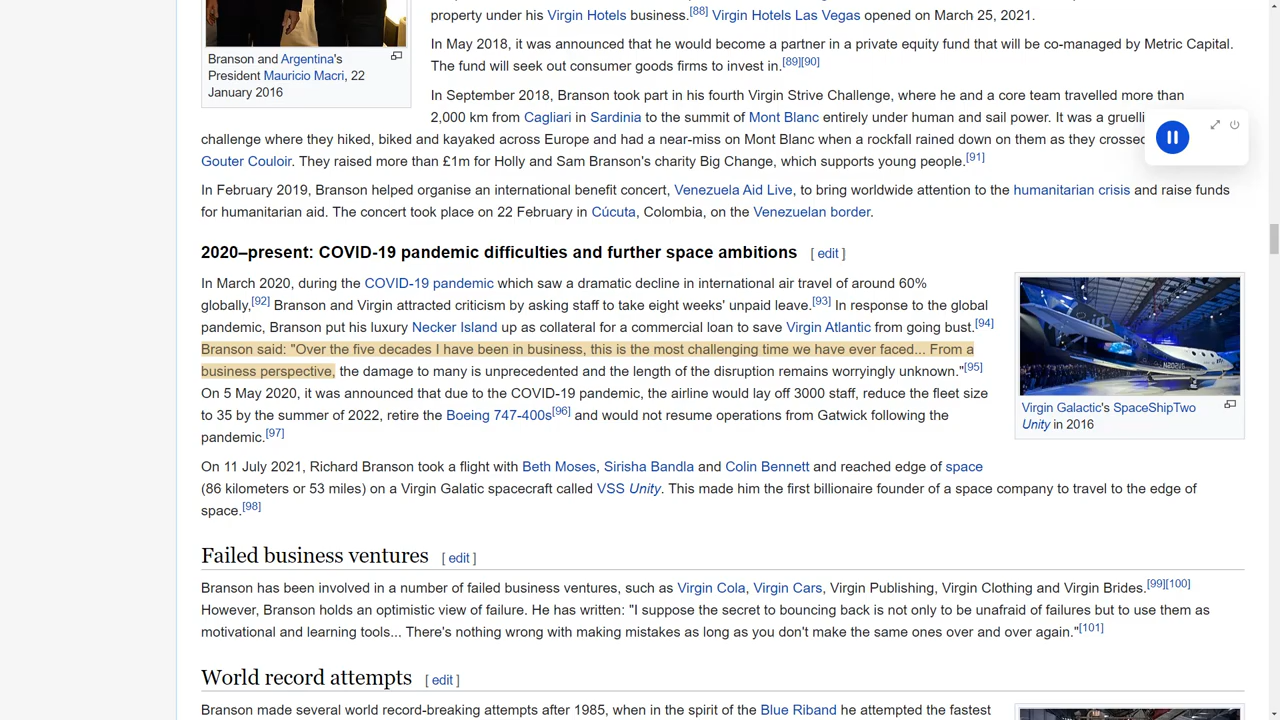 property under his Virgin Hotels business.[88] Virgin Hotels Las Vegas opened on March 25, 2021.
Branson and Argentina's
President Mauricio Macri, 22
January 2016
In May 2018, it was announced that he would become a partner in a private equity fund that will be co-managed by Metric Capital.
The fund will seek out consumer goods firms to invest in.[89][90]
In September 2018, Branson took part in his fourth Virgin Strive Challenge, where he and a core team travelled more than
2,000 km from Cagliari in Sardinia to the summit of Mont Blanc entirely under human and sail power. It was a gruelli
challenge where they hiked, biked and kayaked across Europe and had a near-miss on Mont Blanc when a rockfall rained down on them as they crossed
Gouter Couloir. They raised more than £1m for Holly and Sam Branson's charity Big Change, which supports young people.[91]
In February 2019, Branson helped organise an international benefit concert, Venezuela Aid Live, to bring worldwide attention to the humanitarian crisis and raise funds
for humanitarian aid. The concert took place on 22 February in Cúcuta, Colombia, on the Venezuelan border.
2020–present: COVID-19 pandemic difficulties and further space ambitions [ edit ]
In March 2020, during the COVID-19 pandemic which saw a dramatic decline in international air travel of around 60%
globally,[92] Branson and Virgin attracted criticism by asking staff to take eight weeks' unpaid leave.[93] In response to the global
pandemic, Branson put his luxury Necker Island up as collateral for a commercial loan to save Virgin Atlantic from going bust.[94]
Branson said: "Over the five decades I have been in business, this is the most challenging time we have ever faced... From a
business perspective, the damage to many is unprecedented and the length of the disruption remains worryingly unknown."[95]
On 5 May 2020, it was announced that due to the COVID-19 pandemic, the airline would lay off 3000 staff, reduce the fleet size
to 35 by the summer of 2022, retire the Boeing 747-400s[96] and would not resume operations from Gatwick following the
pandemic.[97]
Virgin Galactic's SpaceShipTwo
Unity in 2016
On 11 July 2021, Richard Branson took a flight with Beth Moses, Sirisha Bandla and Colin Bennett and reached edge of space
(86 kilometers or 53 miles) on a Virgin Galatic spacecraft called VSS Unity. This made him the first billionaire founder of a space company to travel to the edge of
space.[98]
Failed business ventures [ edit ]
Branson has been involved in a number of failed business ventures, such as Virgin Cola, Virgin Cars, Virgin Publishing, Virgin Clothing and Virgin Brides.[99][100]
However, Branson holds an optimistic view of failure. He has written: "I suppose the secret to bouncing back is not only to be unafraid of failures but to use them as
motivational and learning tools... There's nothing wrong with making mistakes as long as you don't make the same ones over and over again."[101]
World record attempts [ edit ]
Branson made several world record-breaking attempts after 1985, when in the spirit of the Blue Riband he attempted the fastest